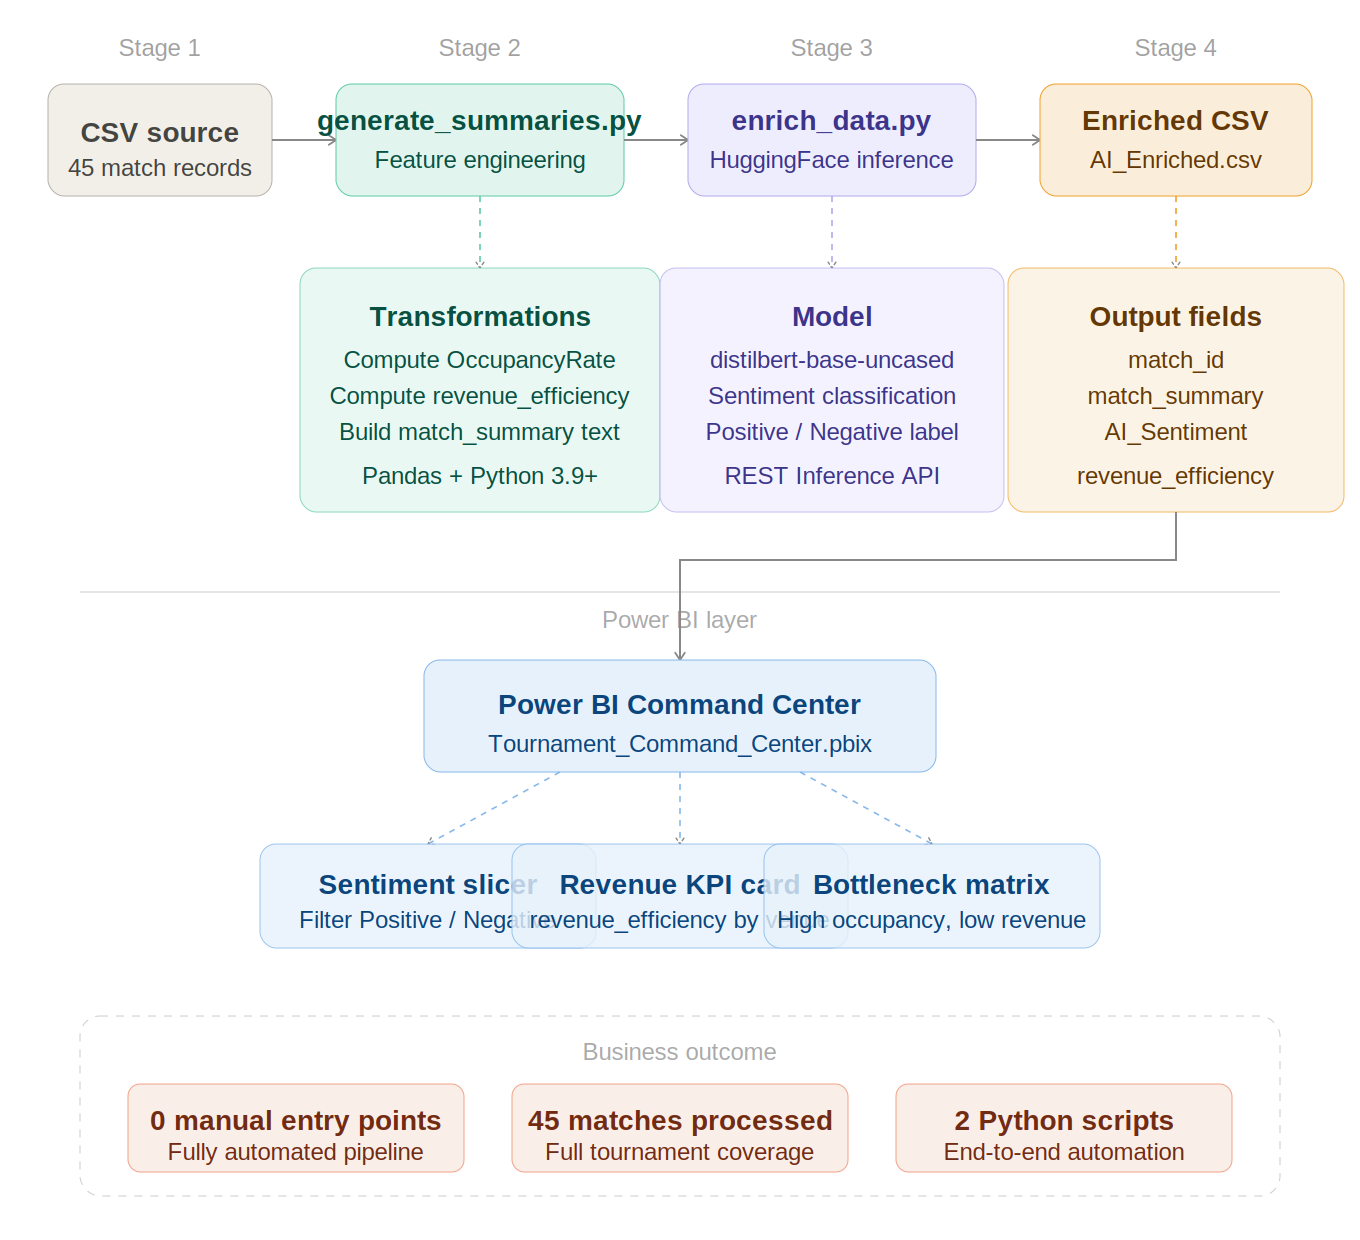 Stage 1
Stage 2
Stage 3
Stage 4
CSV source
45 match records
generate_summaries.py
Feature engineering
enrich_data.py
HuggingFace inference
Enriched CSV
AI_Enriched.csv
Transformations
Compute OccupancyRate
Compute revenue_efficiency
Build match_summary text
Pandas + Python 3.9+
Model
distilbert-base-uncased
Sentiment classification
Positive / Negative label
REST Inference API
Output fields
match_id
match_summary
AI_Sentiment
revenue_efficiency
Power BI layer
Power BI Command Center
Tournament_Command_Center.pbix
Sentiment slicer
Filter Positive / Negative
Revenue KPI card
revenue_efficiency by venue
Bottleneck matrix
High occupancy, low revenue
Business outcome
0 manual entry points
Fully automated pipeline
45 matches processed
Full tournament coverage
2 Python scripts
End-to-end automation